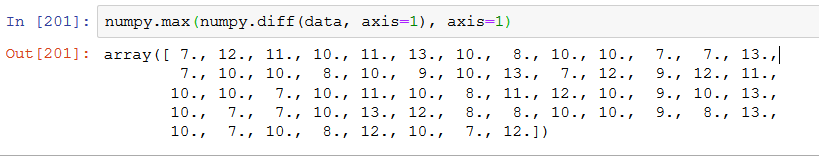 In [201]: numpy.max(numpy.diff(data, axis=1), axis=1)
Out[201]: array([ 7., 12., 11., 10., 11., 13., 10., 8., 10., 10., 7., 7., 13.,
7., 10., 10., 8., 10., 9., 10., 13., 7., 12., 9., 12., 11.,
10., 10., 7., 10., 11., 10., 8., 11., 12., 10., 9., 10., 13.,
10., 7., 7., 10., 13., 12., 8., 8., 10., 10., 9., 8., 13.,
10., 7., 10., 8., 12., 10., 7., 12.])